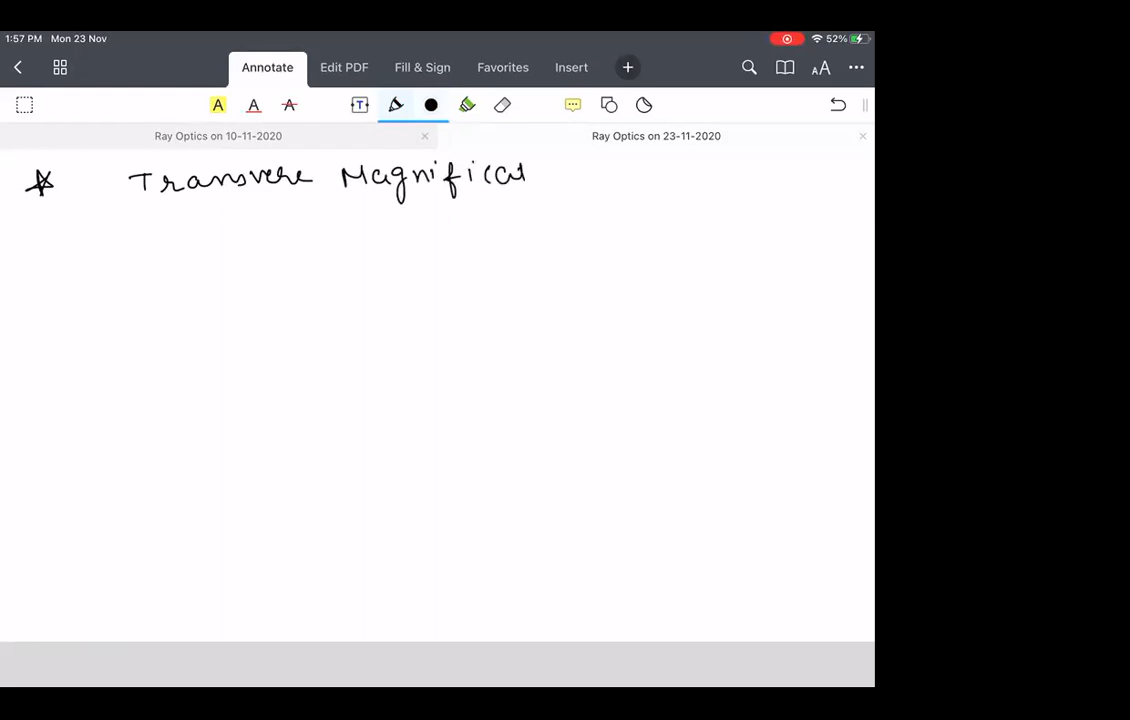 1:57 PM Mon 23 Nov 52%
Annotate Edit PDF Fill & Sign Favorites Insert
Ray Optics on 10-11-2020 Ray Optics on 23-11-2020
Transvere Magnificat